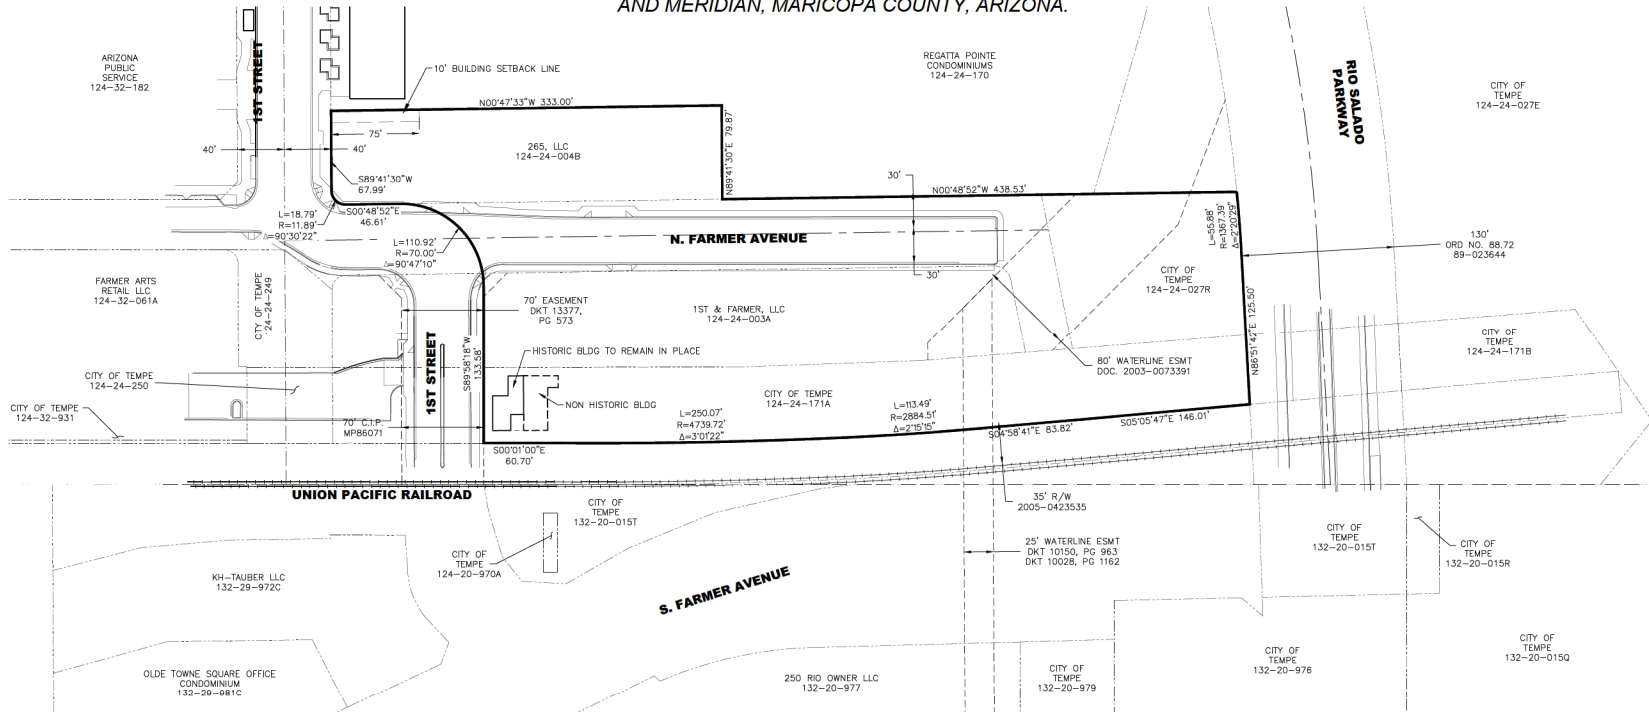 AND MERIDIAN, MARICOPA COUNTY, ARIZONA.
ARIZONA
PUBLIC
SERVICE
124-32-182
1ST STREET
10' BUILDING SETBACK LINE
REGATTA POINTE
CONDOMINIUMS
124-24-170
RIO SALADO
PARKWAY
CITY OF
TEMPE
124-24-027E
N00°47'33"W 333.00'
75'
40'
40'
265, LLC
124-24-004B
N89°41'30"E 79.87'
S89°41'30"W
67.99'
30'
N00°48'52"W 438.53'
L=18.79'
R=11.89'
Δ=90°30'22"
S00°48'52"E
46.61'
L=110.92'
R=70.00'
Δ=90°47'10"
N. FARMER AVENUE
L=55.88'
R=1367.39'
Δ=2°20'29"
130'
ORD NO. 88.72
89-023644
30'
CITY OF
TEMPE
124-24-027R
FARMER ARTS
RETAIL LLC
124-32-061A
70' EASEMENT
DKT 13377,
PG 573
1ST & FARMER, LLC
124-24-003A
1ST STREET
S89°58'18"W
133.58'
HISTORIC BLDG TO REMAIN IN PLACE
NON HISTORIC BLDG
80' WATERLINE ESMT
DOC. 2003-0073391
N86°51'42"E 125.50'
CITY OF
TEMPE
124-24-171B
CITY OF TEMPE
124-24-250
CITY OF TEMPE
124-32-931
70' C.I.P.
MP86071
CITY OF TEMPE
124-24-171A
L=250.07'
R=4739.72'
Δ=3°01'22"
L=113.49'
R=2884.51'
Δ=2°15'15"
S04°58'41"E 83.82'
S05°05'47"E 146.01'
S00°01'00"E
60.70'
UNION PACIFIC RAILROAD
CITY OF
TEMPE
132-20-015T
35' R/W
2005-0423535
CITY OF
TEMPE
124-20-970A
25' WATERLINE ESMT
DKT 10150, PG 963
DKT 10028, PG 1162
CITY OF
TEMPE
132-20-015T
CITY OF
TEMPE
132-20-015R
KH-TAUBER LLC
132-29-972C
S. FARMER AVENUE
OLDE TOWNE SQUARE OFFICE
CONDOMINIUM
132-29-981C
250 RIO OWNER LLC
132-20-977
CITY OF
TEMPE
132-20-979
CITY OF
TEMPE
132-20-976
CITY OF
TEMPE
132-20-015Q